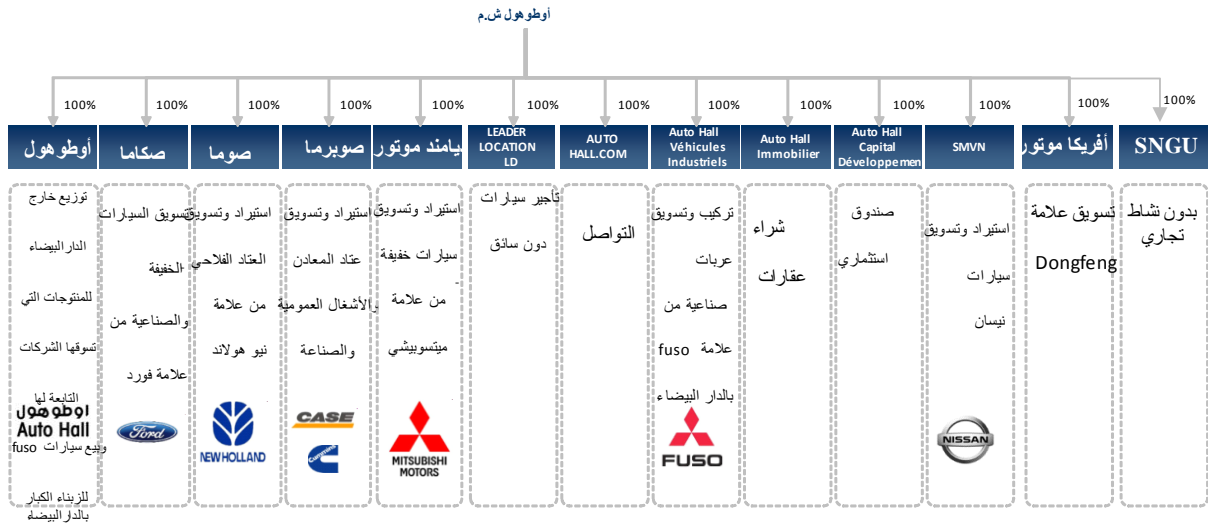 أوطوهول ش.م
100% 100% 100% 100% 100% 100% 100% 100% 100% 100% 100% 100% 100%
أوطوهول
توزيع خارج
الدار البيضاء
للمنتوجات التي
تسوقها الشركات
التابعة لها
اوطوهول
Auto Hall
وبيع سيارات fuso
للزبناء الكبار
بالدار البيضاء
صكاما
تسويق السيارات
الخفيفة
والصناعية من
علامة فورد
Ford
صوما
استيراد وتسويق
العتاد الفلاحي
من علامة
نيو هولاند
NEW HOLLAND
صوبرما
استيراد وتسويق
عتاد المعادن
والأشغال العمومية
والصناعة
CASE
Cummins
يامند موتور
استيراد وتسويق
سيارات خفيفة
من علامة
ميتسوبيشي
MITSUBISHI
MOTORS
LEADER
LOCATION
LD
تأجير سيارات
دون سائق
AUTO
HALL.COM
التواصل
Auto Hall
Véhicules
Industriels
تركيب وتسويق
عربات
صناعية من
علامة fuso
بالدار البيضاء
FUSO
Auto Hall
Immobilier
شراء
عقارات
Auto Hall
Capital
Développemen
صندوق
استثماري
SMVN
استيراد وتسويق
سيارات
نيسان
NISSAN
أفريكا موتور
تسويق علامة
Dongfeng
SNGU
بدون نشاط
تجاري